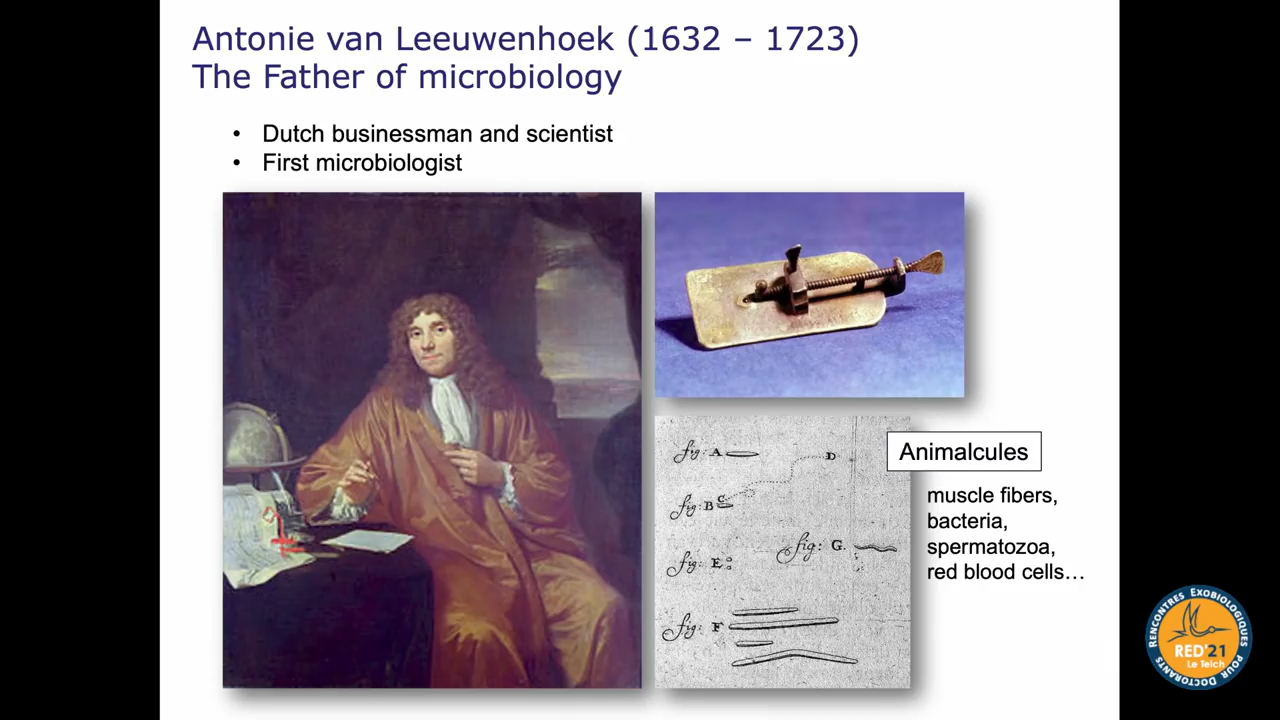 Antonie van Leeuwenhoek (1632 – 1723)
The Father of microbiology
• Dutch businessman and scientist
• First microbiologist
fig: A
D
fig: B
C
fig: G.
fig: E
fig: F
Animalcules
muscle fibers,
bacteria,
spermatozoa,
red blood cells…
RENCONTRES EXOBIOLOGIQUES
POUR DOCTORANTS
RED'21
Le Teich